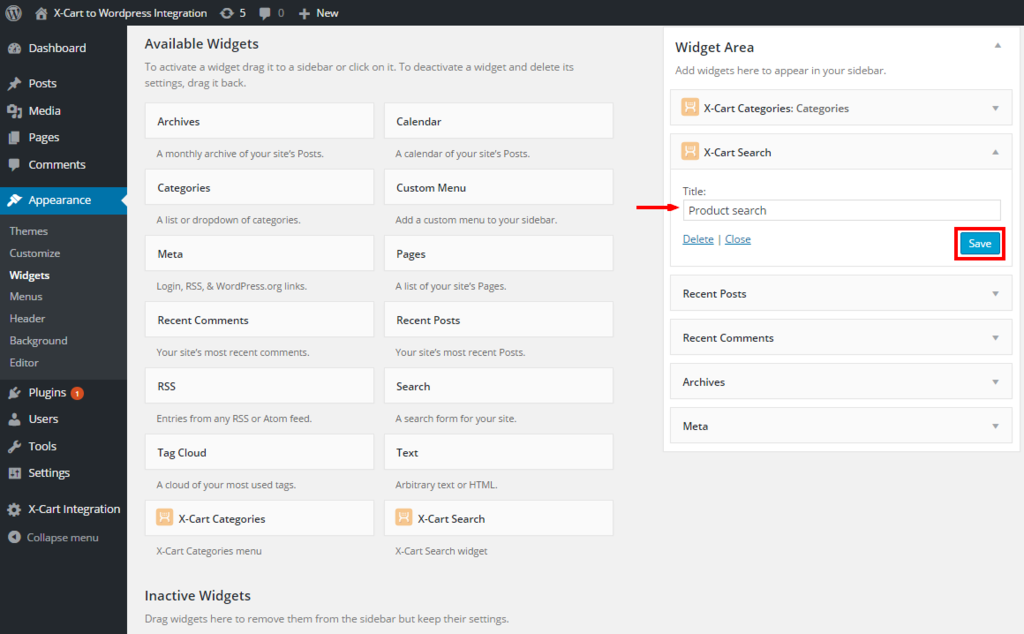 X-Cart to Wordpress Integration 5 0 New
Dashboard
Posts
Media
Pages
Comments
Appearance
Themes
Customize
Widgets
Menus
Header
Background
Editor
Plugins 1
Users
Tools
Settings
X-Cart Integration
Collapse menu
Available Widgets
To activate a widget drag it to a sidebar or click on it. To deactivate a widget and delete its
settings, drag it back.
Archives
A monthly archive of your site's Posts.
Calendar
A calendar of your site's Posts.
Categories
A list or dropdown of categories.
Custom Menu
Add a custom menu to your sidebar.
Meta
Login, RSS, & WordPress.org links.
Pages
A list of your site's Pages.
Recent Comments
Your site's most recent comments.
Recent Posts
Your site's most recent Posts.
RSS
Entries from any RSS or Atom feed.
Search
A search form for your site.
Tag Cloud
A cloud of your most used tags.
Text
Arbitrary text or HTML.
X-Cart Categories
X-Cart Categories menu
X-Cart Search
X-Cart Search widget
Inactive Widgets
Drag widgets here to remove them from the sidebar but keep their settings.
Widget Area
Add widgets here to appear in your sidebar.
X-Cart Categories: Categories
X-Cart Search
Title:
Product search
Delete | Close
Save
Recent Posts
Recent Comments
Archives
Meta